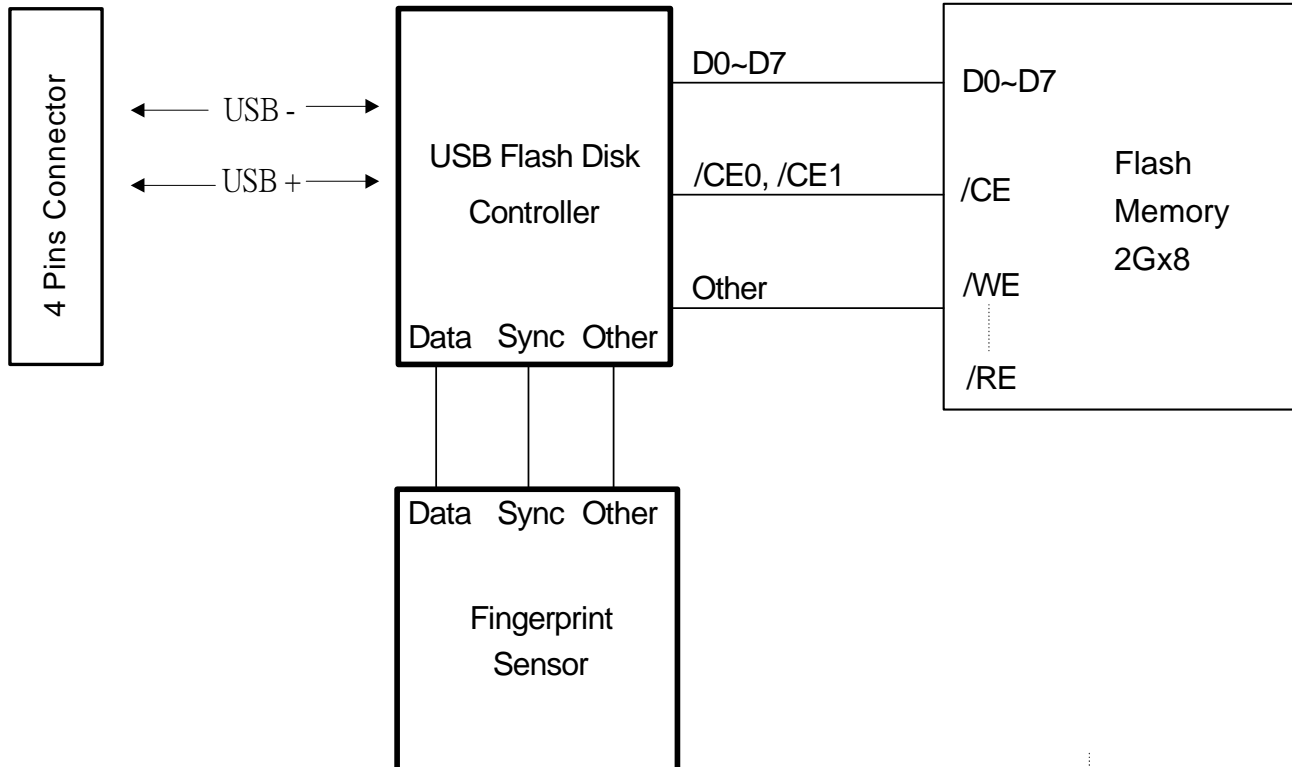 4 Pins Connector
USB -
USB +
USB Flash Disk
Controller
Data Sync Other
D0~D7
/CE0, /CE1
Other
D0~D7
/CE
/WE
/RE
Flash
Memory
2Gx8
Data Sync Other
Fingerprint
Sensor